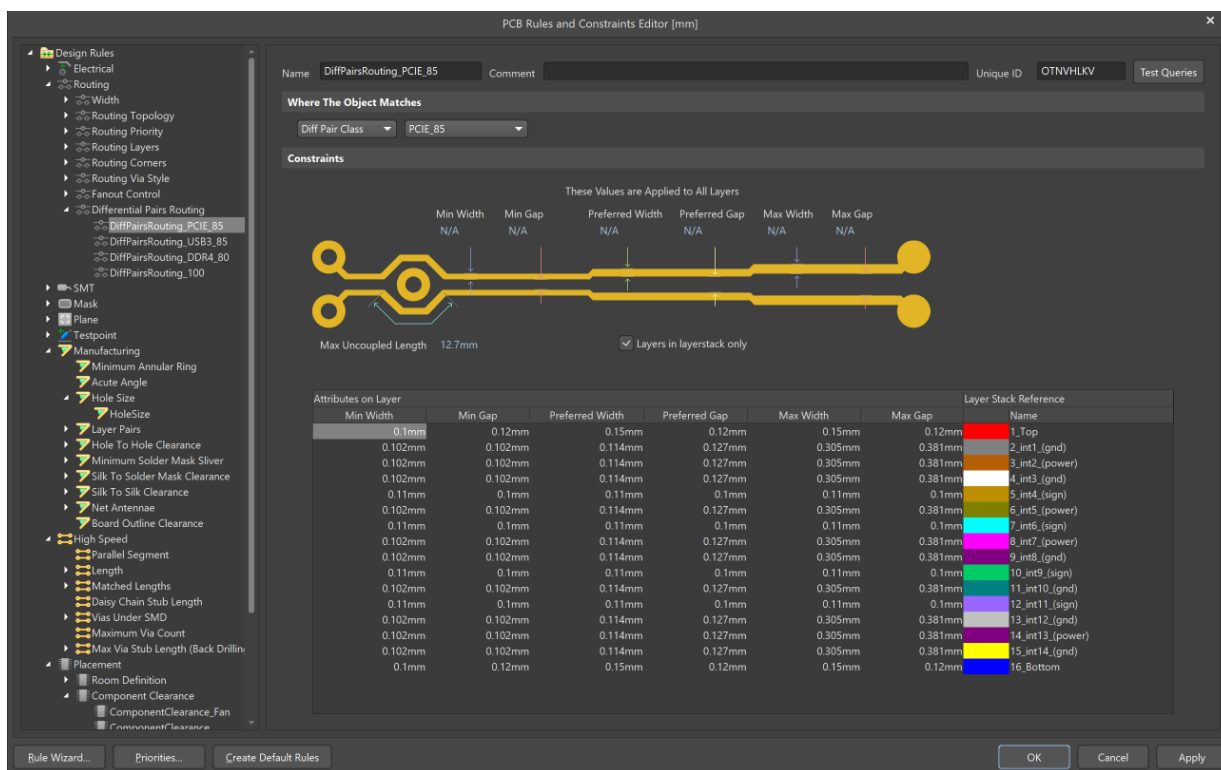 PCB Rules and Constraints Editor [mm]
Design Rules
Electrical
Routing
Width
Routing Topology
Routing Priority
Routing Layers
Routing Corners
Routing Via Style
Fanout Control
Differential Pairs Routing
DiffPairsRouting_PCIE_85
DiffPairsRouting_USB3_85
DiffPairsRouting_DDR4_80
DiffPairsRouting_100
SMT
Mask
Plane
Testpoint
Manufacturing
Minimum Annular Ring
Acute Angle
Hole Size
HoleSize
Layer Pairs
Hole To Hole Clearance
Minimum Solder Mask Sliver
Silk To Solder Mask Clearance
Silk To Silk Clearance
Net Antennae
Board Outline Clearance
High Speed
Parallel Segment
Length
Matched Lengths
Daisy Chain Stub Length
Vias Under SMD
Maximum Via Count
Max Via Stub Length (Back Drilling
Placement
Room Definition
Component Clearance
ComponentClearance_Fan
ComponentClearance
Name DiffPairsRouting_PCIE_85 Comment Unique ID OTNVHLKV Test Queries
Where The Object Matches
Diff Pair Class PCIE_85
Constraints
These Values are Applied to All Layers
Min Width Min Gap Preferred Width Preferred Gap Max Width Max Gap
N/A N/A N/A N/A N/A N/A
Max Uncoupled Length 12.7mm Layers in layerstack only
Attributes on Layer Layer Stack Reference
Min Width Min Gap Preferred Width Preferred Gap Max Width Max Gap Name
0.1mm 0.12mm 0.15mm 0.12mm 0.15mm 0.12mm 1_Top
0.102mm 0.102mm 0.114mm 0.127mm 0.305mm 0.381mm 2_int1_(gnd)
0.102mm 0.102mm 0.114mm 0.127mm 0.305mm 0.381mm 3_int2_(power)
0.102mm 0.102mm 0.114mm 0.127mm 0.305mm 0.381mm 4_int3_(gnd)
0.11mm 0.1mm 0.11mm 0.1mm 0.11mm 0.1mm 5_int4_(sign)
0.102mm 0.102mm 0.114mm 0.127mm 0.305mm 0.381mm 6_int5_(power)
0.11mm 0.1mm 0.11mm 0.1mm 0.11mm 0.1mm 7_int6_(sign)
0.102mm 0.102mm 0.114mm 0.127mm 0.305mm 0.381mm 8_int7_(power)
0.102mm 0.102mm 0.114mm 0.127mm 0.305mm 0.381mm 9_int8_(gnd)
0.11mm 0.1mm 0.11mm 0.1mm 0.11mm 0.1mm 10_int9_(sign)
0.102mm 0.102mm 0.114mm 0.127mm 0.305mm 0.381mm 11_int10_(gnd)
0.11mm 0.1mm 0.11mm 0.1mm 0.11mm 0.1mm 12_int11_(sign)
0.102mm 0.102mm 0.114mm 0.127mm 0.305mm 0.381mm 13_int12_(gnd)
0.102mm 0.102mm 0.114mm 0.127mm 0.305mm 0.381mm 14_int13_(power)
0.102mm 0.102mm 0.114mm 0.127mm 0.305mm 0.381mm 15_int14_(gnd)
0.1mm 0.12mm 0.15mm 0.12mm 0.15mm 0.12mm 16_Bottom
Rule Wizard... Priorities... Create Default Rules OK Cancel Apply